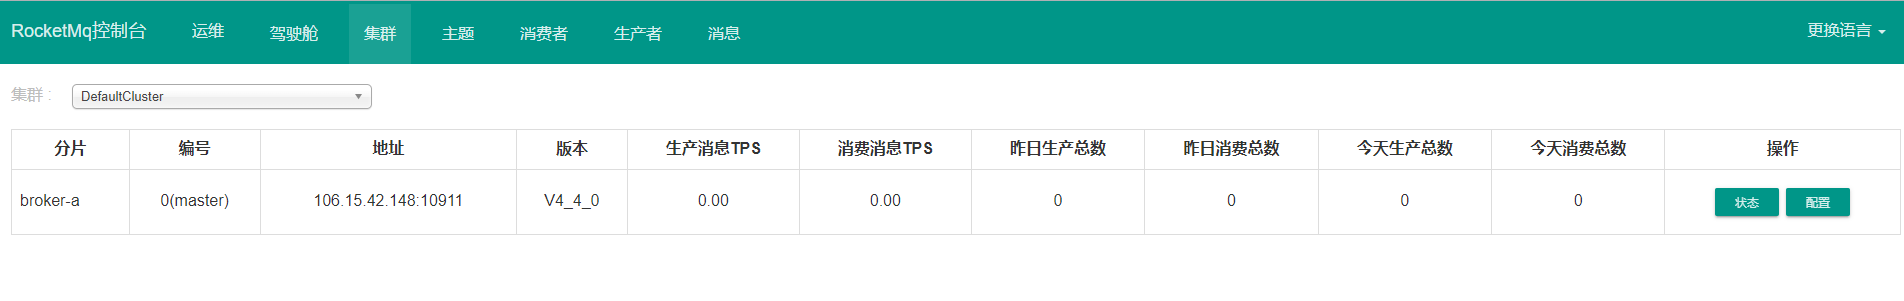 RocketMq控制台 运维 驾驶舱 集群 主题 消费者 生产者 消息 更换语言
集群 : DefaultCluster
分片 编号 地址 版本 生产消息TPS 消费消息TPS 昨日生产总数 昨日消费总数 今天生产总数 今天消费总数 操作
broker-a 0(master) 106.15.42.148:10911 V4_4_0 0.00 0.00 0 0 0 0 状态 配置